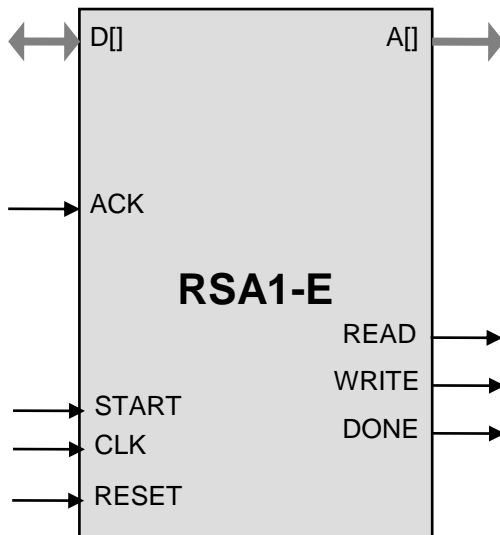 D[]
A[]
ACK
RSA1-E
READ
WRITE
START
DONE
CLK
RESET